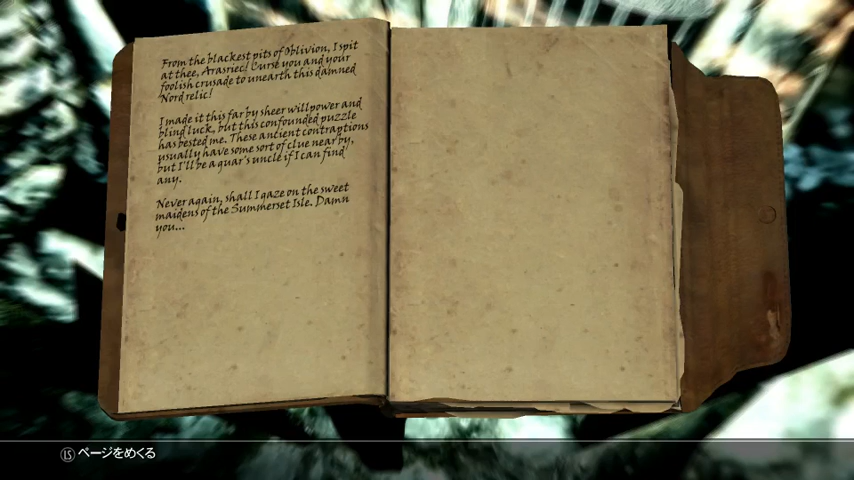 From the blackest pits of Oblivion, I spit
at thee, Arasriec! Curse you and your
foolish crusade to unearth this damned
Nord relic!
I made it this far by sheer willpower and
blind luck, but this confounded puzzle
has bested me. These ancient contraptions
usually have some sort of clue nearby,
but I'll be a guar's uncle if I can find
any.
Never again, shall I gaze on the sweet
maidens of the Summerset Isle. Damn
you...
LS ページをめくる